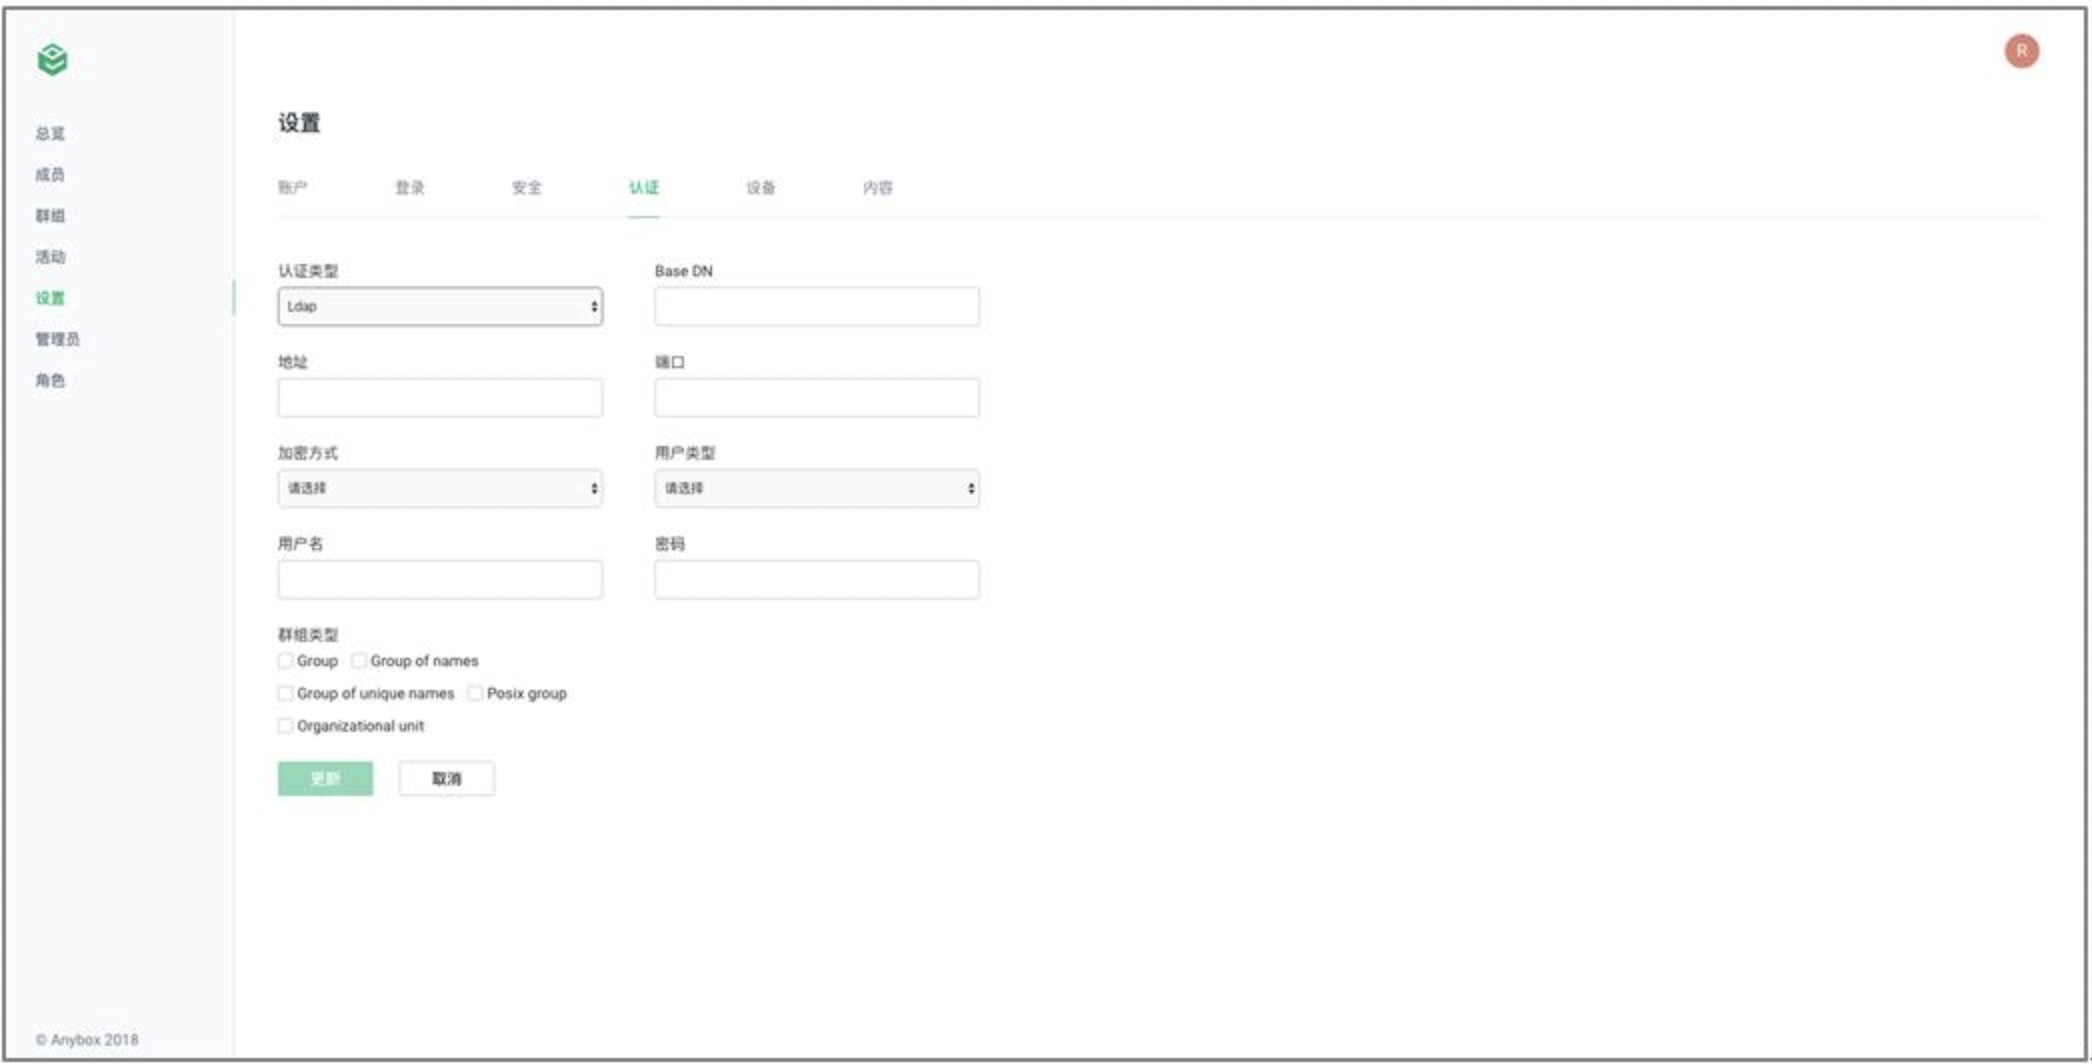 R
总览
成员
群组
活动
设置
管理员
角色
设置
账户 登录 安全 认证 设备 内容
认证类型 Base DN
Ldap
地址 端口
加密方式 用户类型
请选择 请选择
用户名 密码
群组类型
Group Group of names
Group of unique names Posix group
Organizational unit
更新 取消
© Anybox 2018